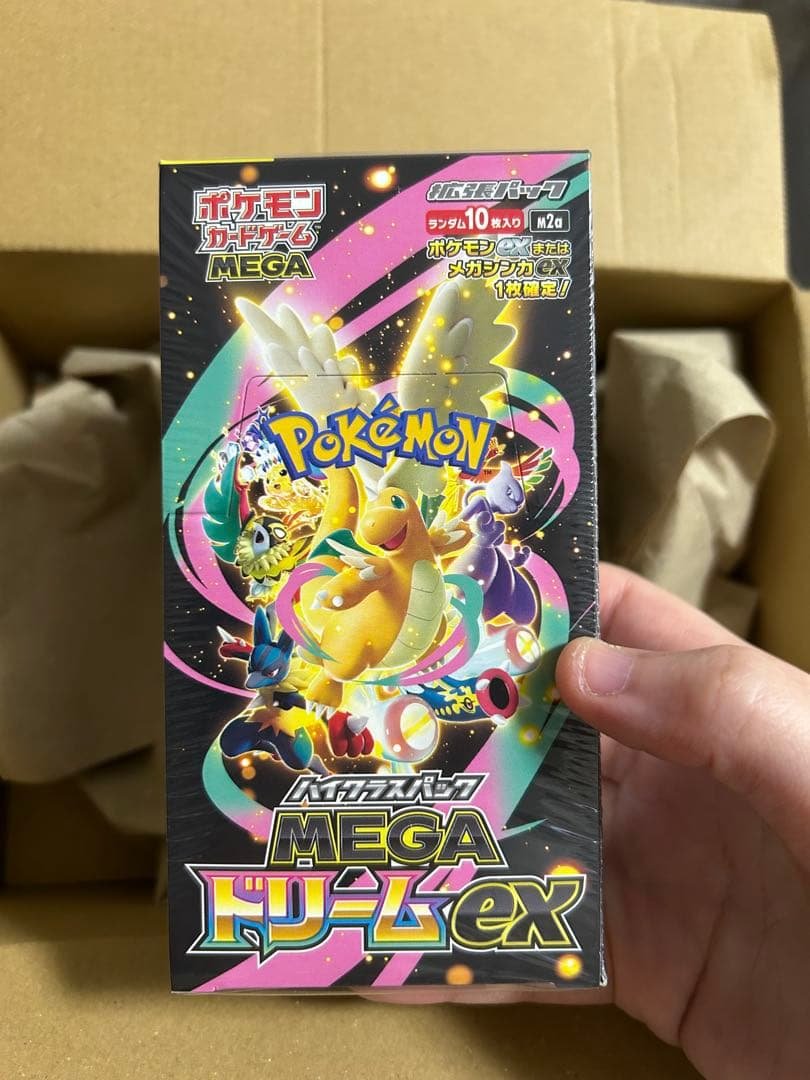 ポケモン
カードゲーム
MEGA
拡張パック
ランダム10枚入り M2a
ポケモンexまたは
メガシンカex
1枚確定!
POKéMON
TM
ハイクラスパック
MEGA
ドリームex